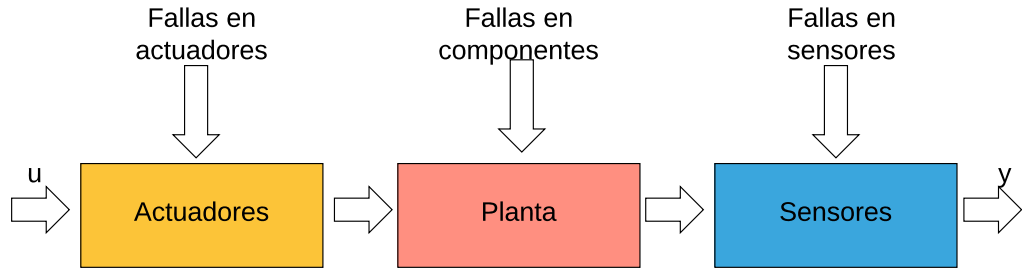 Fallas en
actuadores
Fallas en
componentes
Fallas en
sensores
u
Actuadores
Planta
Sensores
y